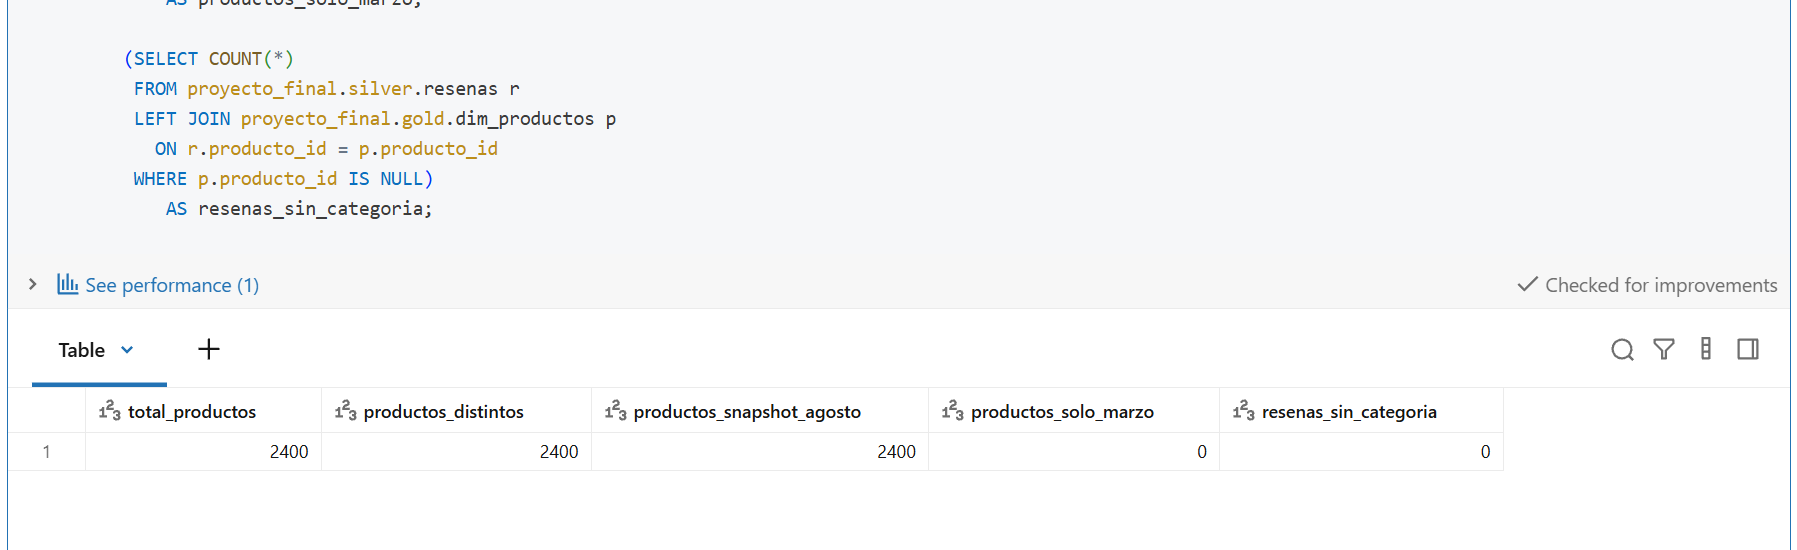 AS productos_solo_marzo,
(SELECT COUNT(*)
FROM proyecto_final.silver.resenas r
LEFT JOIN proyecto_final.gold.dim_productos p
ON r.producto_id = p.producto_id
WHERE p.producto_id IS NULL)
AS resenas_sin_categoria;
See performance (1)
Checked for improvements
Table
total_productos productos_distintos productos_snapshot_agosto productos_solo_marzo resenas_sin_categoria
1 2400 2400 2400 0 0